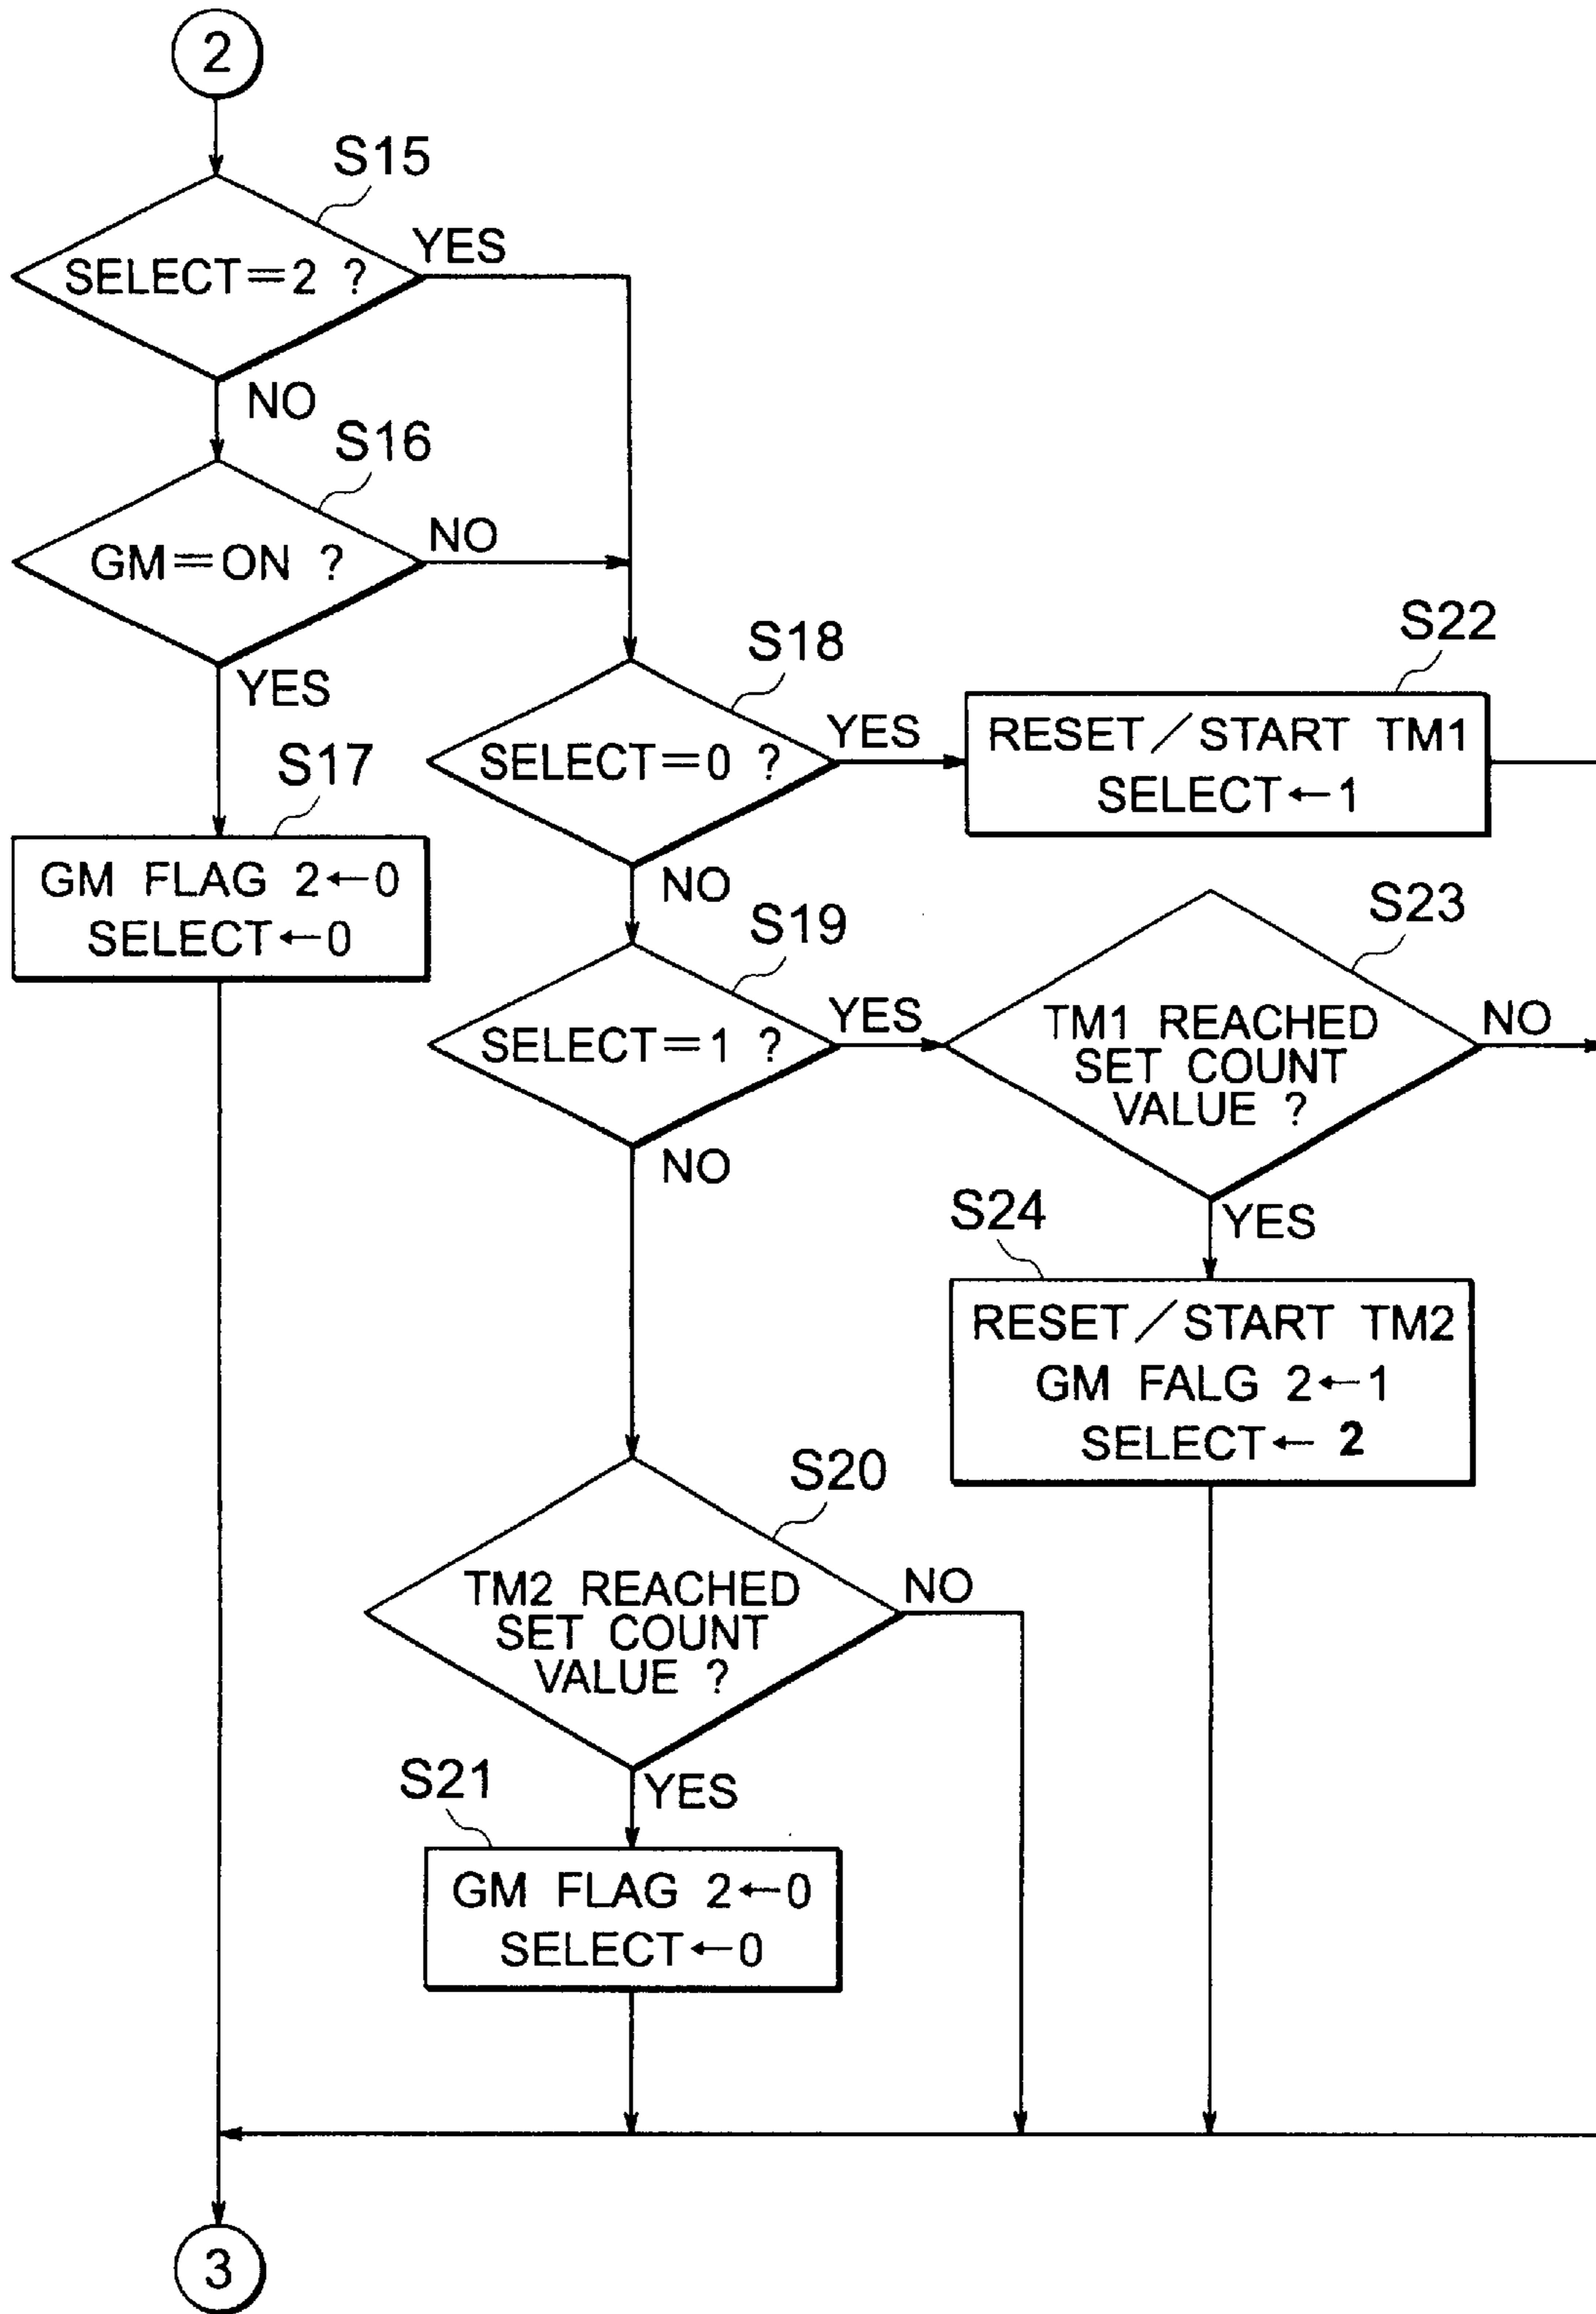 2
S15
SELECT=2 ?
YES
NO
S16
GM=ON ?
NO
YES
S17
GM FLAG 2←0
SELECT←0
S18
SELECT=0 ?
YES
NO
S22
RESET/START TM1
SELECT←1
S19
SELECT=1 ?
YES
NO
S23
TM1 REACHED
SET COUNT
VALUE ?
NO
YES
S24
RESET/START TM2
GM FALG 2←1
SELECT← 2
S20
TM2 REACHED
SET COUNT
VALUE ?
NO
YES
S21
GM FLAG 2←0
SELECT←0
3